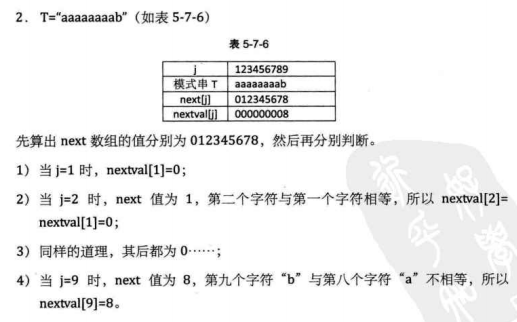 2. T="aaaaaaaab"（如表 5-7-6）
表 5-7-6
j 123456789
模式串 T aaaaaaaab
next[j] 012345678
nextval[j] 000000008
先算出 next 数组的值分别为 012345678，然后再分别判断。
1）当 j=1 时，nextval[1]=0；
2）当 j=2 时，next 值为 1，第二个字符与第一个字符相等，所以 nextval[2]=
nextval[1]=0；
3）同样的道理，其后都为 0……；
4）当 j=9 时，next 值为 8，第九个字符“b”与第八个字符“a”不相等，所以
nextval[9]=8。